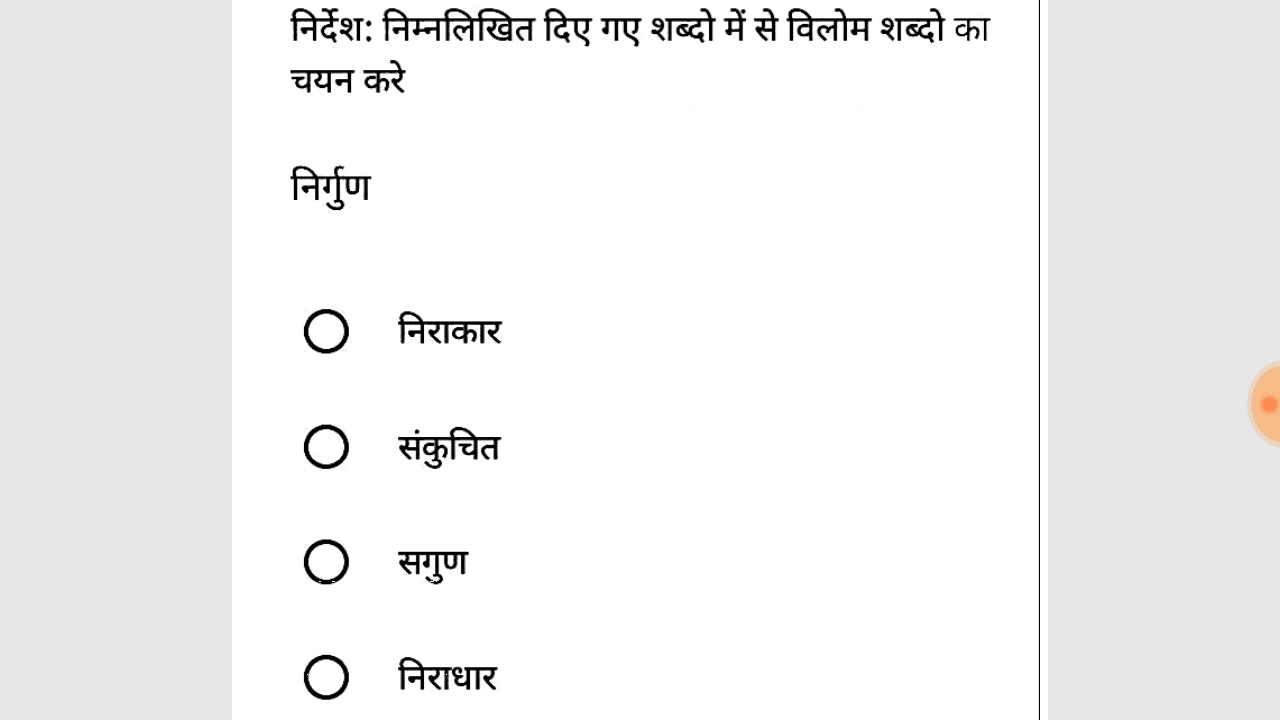 निर्देश: निम्नलिखित दिए गए शब्दो में से विलोम शब्दो का
चयन करे
निर्गुण
निराकार
संकुचित
सगुण
निराधार